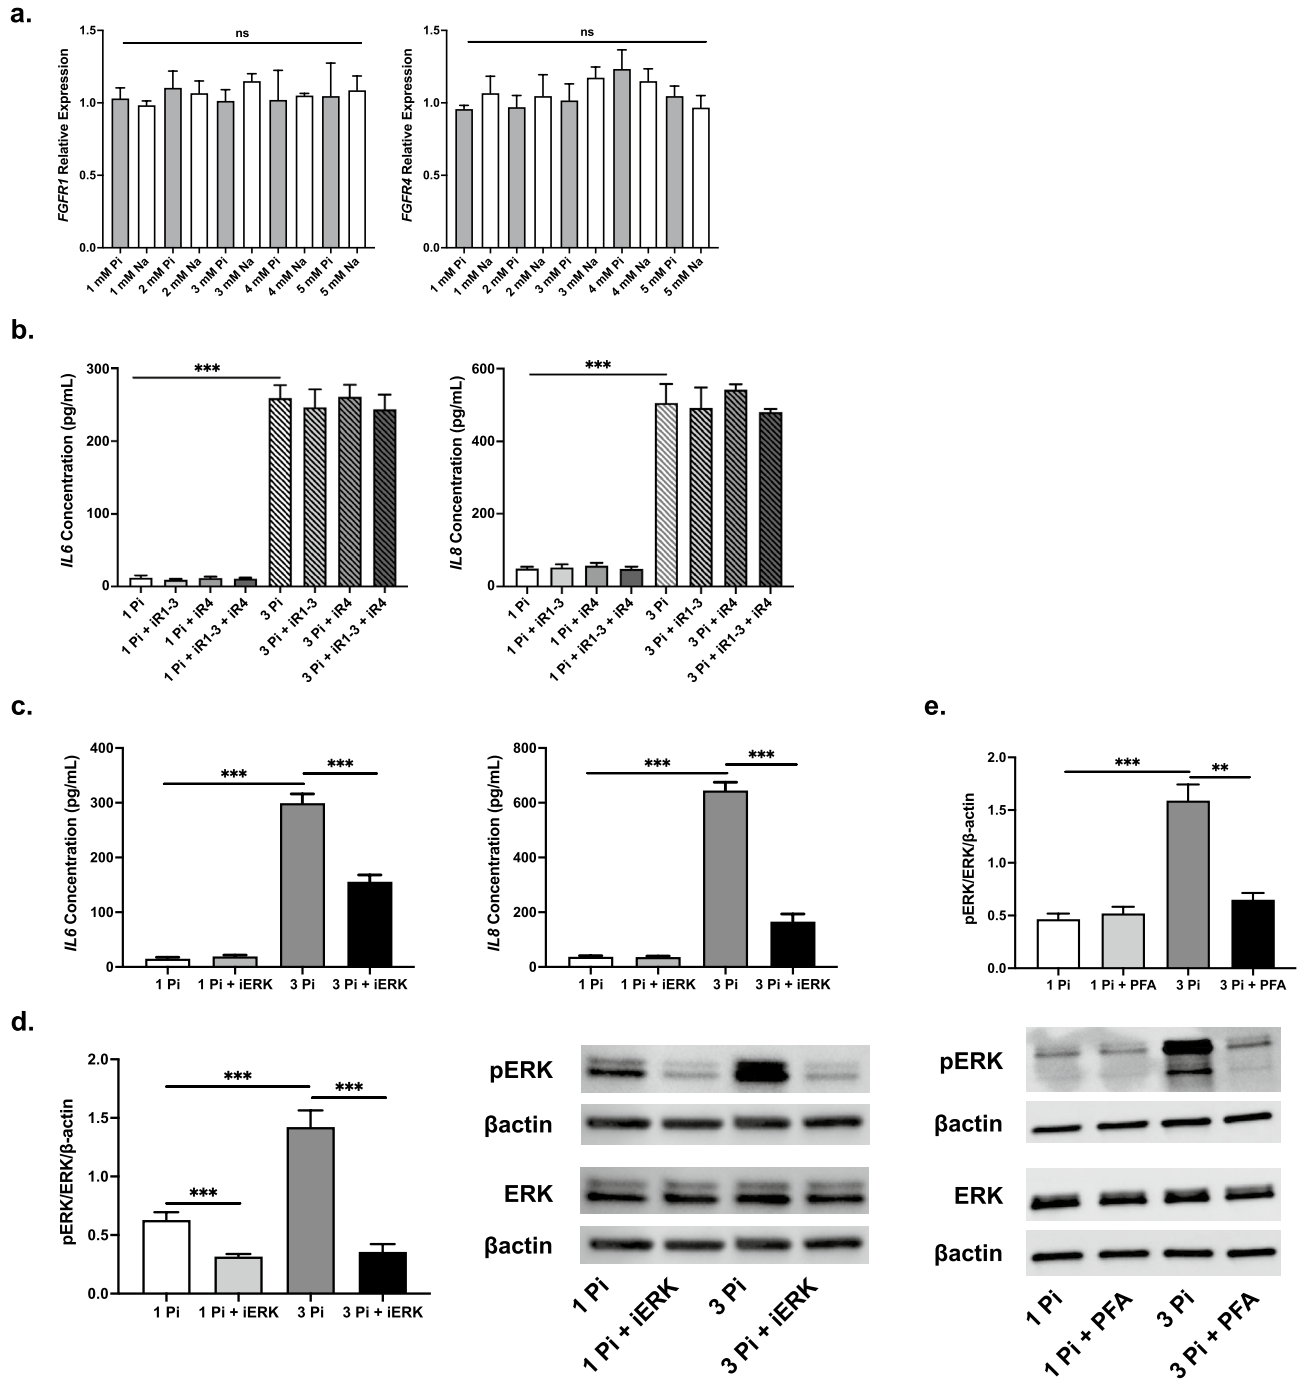 a.
ns
FGFR1 Relative Expression
1.5
1.0
0.5
0.0
1 mM Pi
1 mM Na
2 mM Pi
2 mM Na
3 mM Pi
3 mM Na
4 mM Pi
4 mM Na
5 mM Pi
5 mM Na
ns
FGFR4 Relative Expression
1.5
1.0
0.5
0.0
1 mM Pi
1 mM Na
2 mM Pi
2 mM Na
3 mM Pi
3 mM Na
4 mM Pi
4 mM Na
5 mM Pi
5 mM Na
b.
***
IL6 Concentration (pg/mL)
300
200
100
0
1 Pi
1 Pi + iR1-3
1 Pi + iR4
1 Pi + iR1-3 + iR4
3 Pi
3 Pi + iR1-3
3 Pi + iR4
3 Pi + iR1-3 + iR4
***
IL8 Concentration (pg/mL)
600
400
200
0
1 Pi
1 Pi + iR1-3
1 Pi + iR4
1 Pi + iR1-3 + iR4
3 Pi
3 Pi + iR1-3
3 Pi + iR4
3 Pi + iR1-3 + iR4
c.
*** ***
IL6 Concentration (pg/mL)
400
300
200
100
0
1 Pi 1 Pi + iERK 3 Pi 3 Pi + iERK
*** ***
IL8 Concentration (pg/mL)
800
600
400
200
0
1 Pi 1 Pi + iERK 3 Pi 3 Pi + iERK
e.
*** **
pERK/ERK/β-actin
2.0
1.5
1.0
0.5
0.0
1 Pi 1 Pi + PFA 3 Pi 3 Pi + PFA
d.
*** ***
***
pERK/ERK/β-actin
2.0
1.5
1.0
0.5
0.0
1 Pi 1 Pi + iERK 3 Pi 3 Pi + iERK
pERK
βactin
ERK
βactin
1 Pi
1 Pi + iERK
3 Pi
3 Pi + iERK
pERK
βactin
ERK
βactin
1 Pi
1 Pi + PFA
3 Pi
3 Pi + PFA